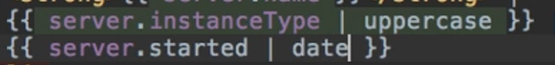 {{ server.instanceType | uppercase }}
{{ server.started | date }}